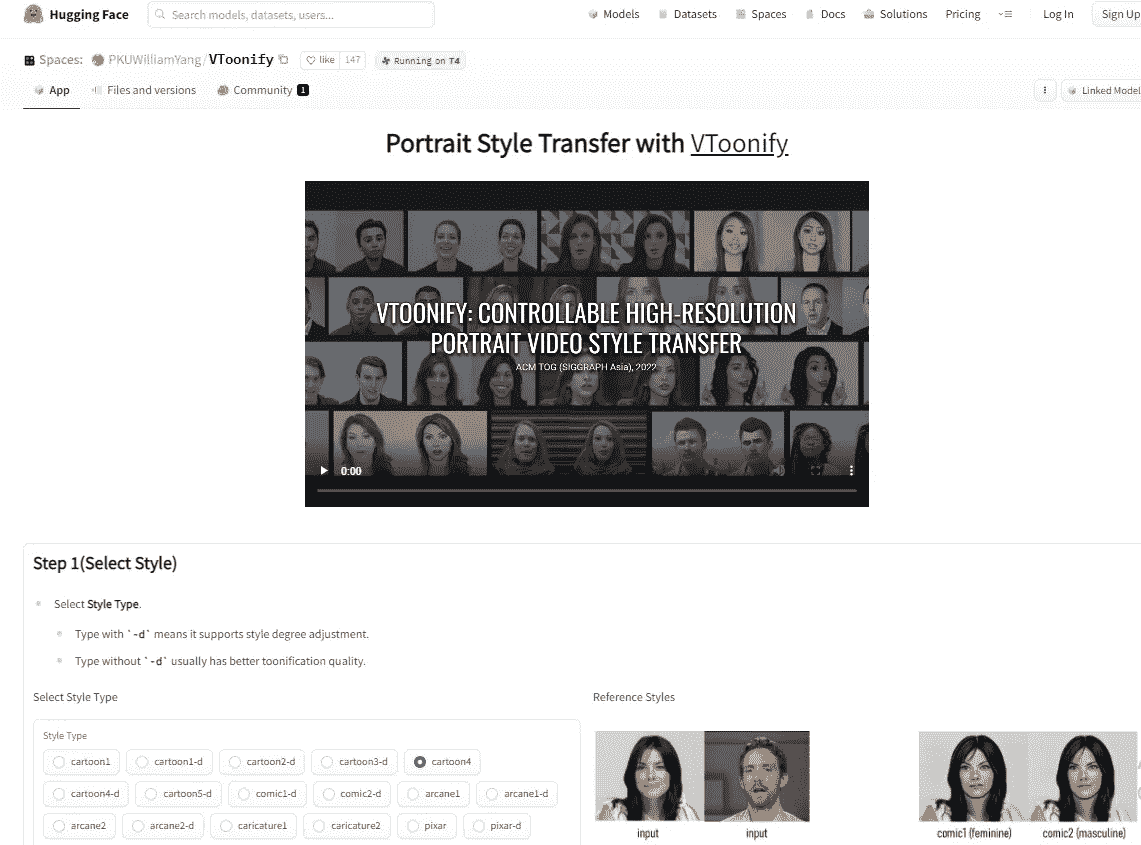 Hugging Face
Search models, datasets, users...
Models
Datasets
Spaces
Docs
Solutions
Pricing
Log In
Sign Up
Spaces:
PKUWilliamYang/VToonify
like
147
Running on T4
App
Files and versions
Community 1
Linked Model
Portrait Style Transfer with VToonify
VTOONIFY: CONTROLLABLE HIGH-RESOLUTION
PORTRAIT VIDEO STYLE TRANSFER
ACM TOG (SIGGRAPH Asia), 2022
0:00
Step 1(Select Style)
Select Style Type.
Type with `-d` means it supports style degree adjustment.
Type without `-d` usually has better toonification quality.
Select Style Type
Reference Styles
Style Type
cartoon1 cartoon1-d cartoon2-d cartoon3-d cartoon4
cartoon4-d cartoon5-d comic1-d comic2-d arcane1 arcane1-d
arcane2 arcane2-d caricature1 caricature2 pixar pixar-d
input input comic1 (feminine) comic2 (masculine)